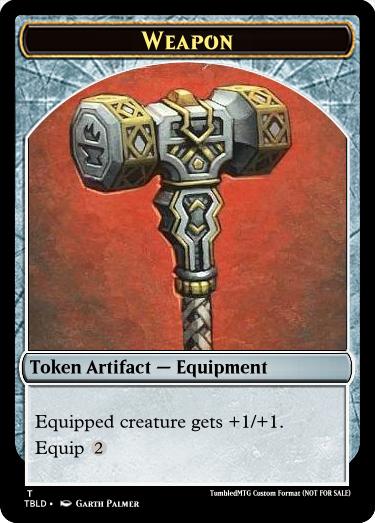 WEAPON
Token Artifact — Equipment
Equipped creature gets +1/+1.
Equip 2
T
TBLD • GARTH PALMER
TumbledMTG Custom Format (NOT FOR SALE)